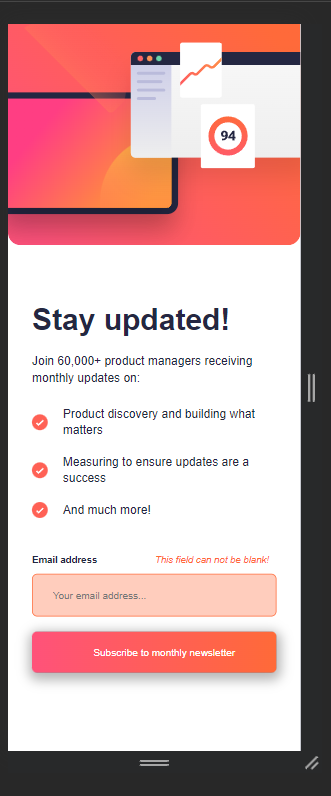 94
Stay updated!
Join 60,000+ product managers receiving
monthly updates on:
Product discovery and building what
matters
Measuring to ensure updates are a
success
And much more!
Email address This field can not be blank!
Your email address...
Subscribe to monthly newsletter